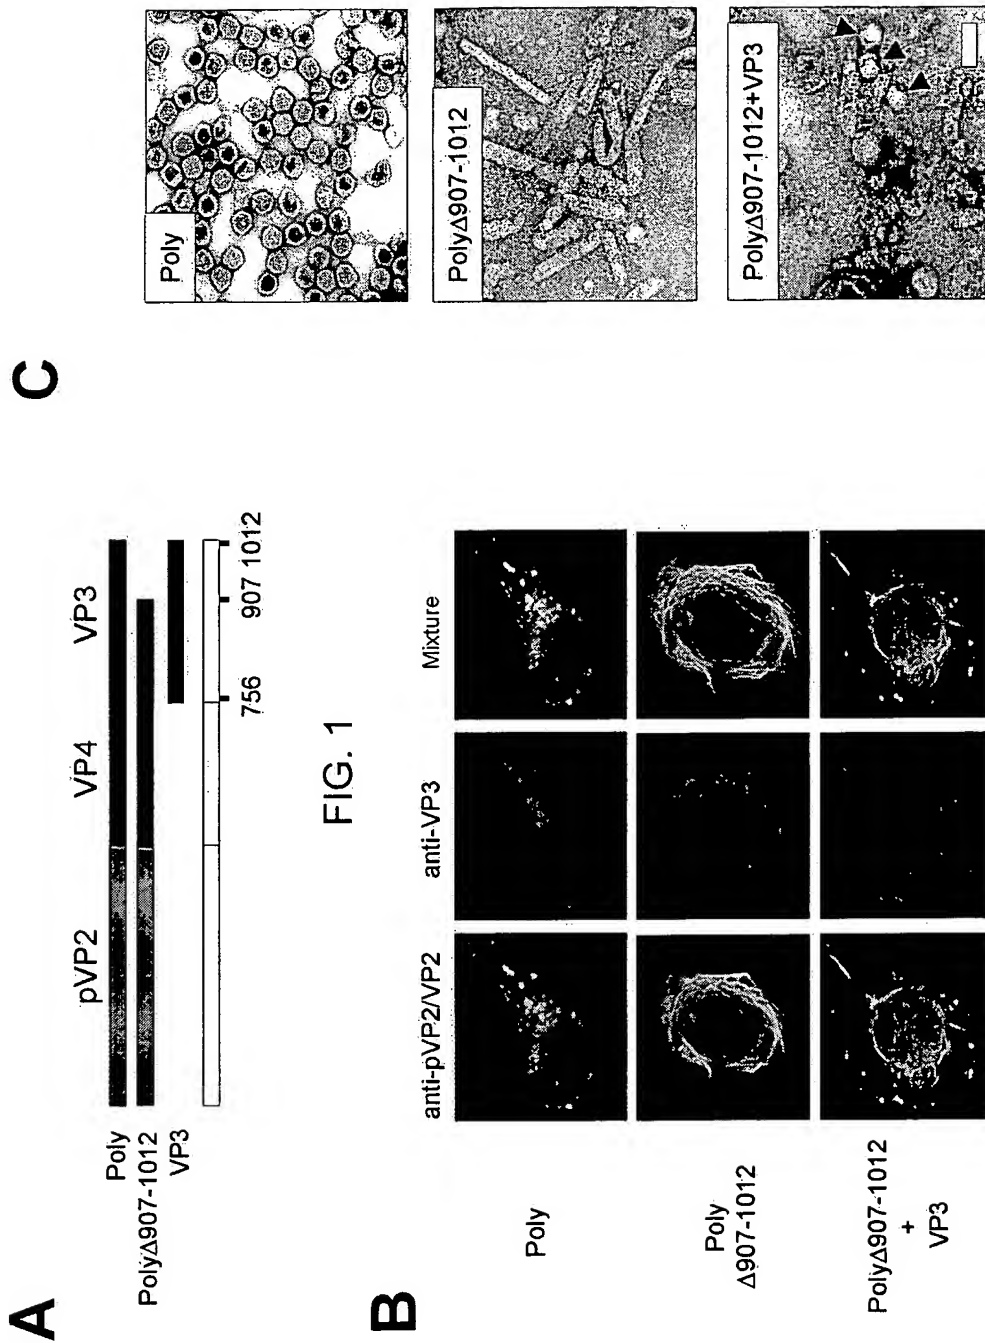 A
pVP2 VP4 VP3
Poly
PolyΔ907-1012
VP3
756 907 1012
FIG. 1
B
anti-pVP2/VP2 anti-VP3 Mixture
Poly
Poly
Δ907-1012
PolyΔ907-1012
+
VP3
C
Poly
PolyΔ907-1012
PolyΔ907-1012+VP3